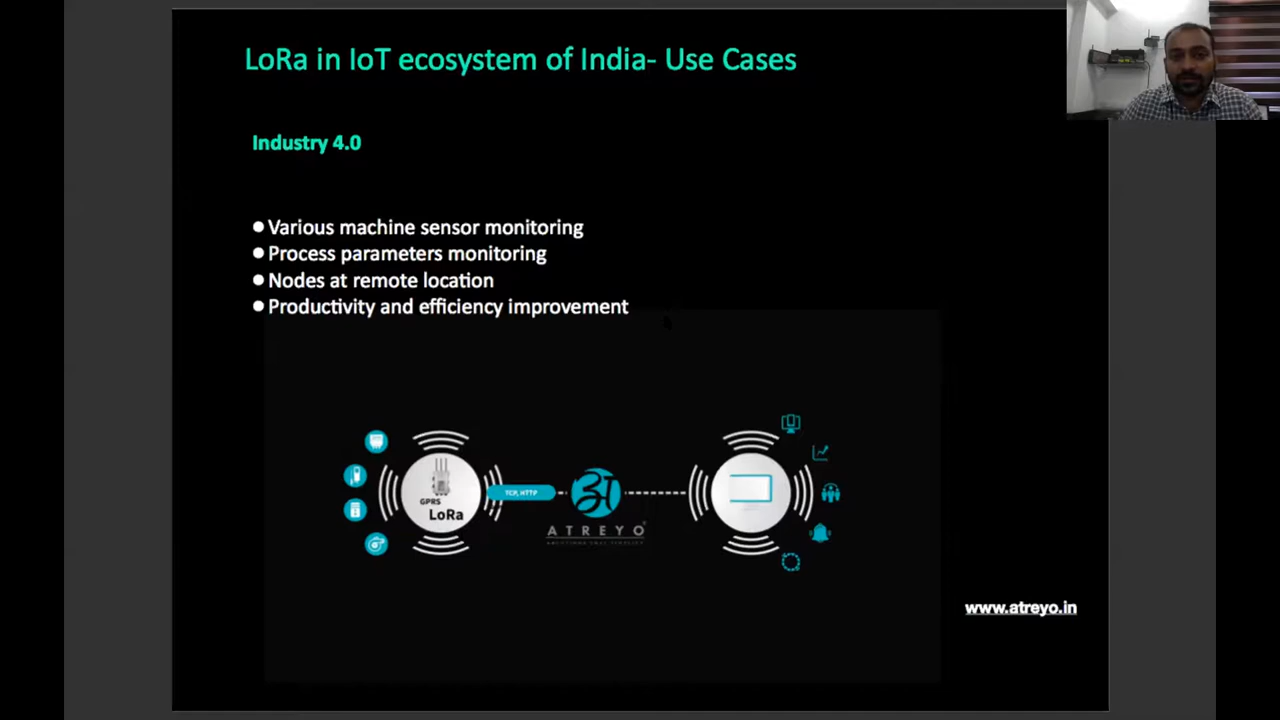 LoRa in IoT ecosystem of India- Use Cases
Industry 4.0
●Various machine sensor monitoring
●Process parameters monitoring
●Nodes at remote location
●Productivity and efficiency improvement
GPRS
LoRa
TCP, HTTP
अ
ATREYO
www.atreyo.in